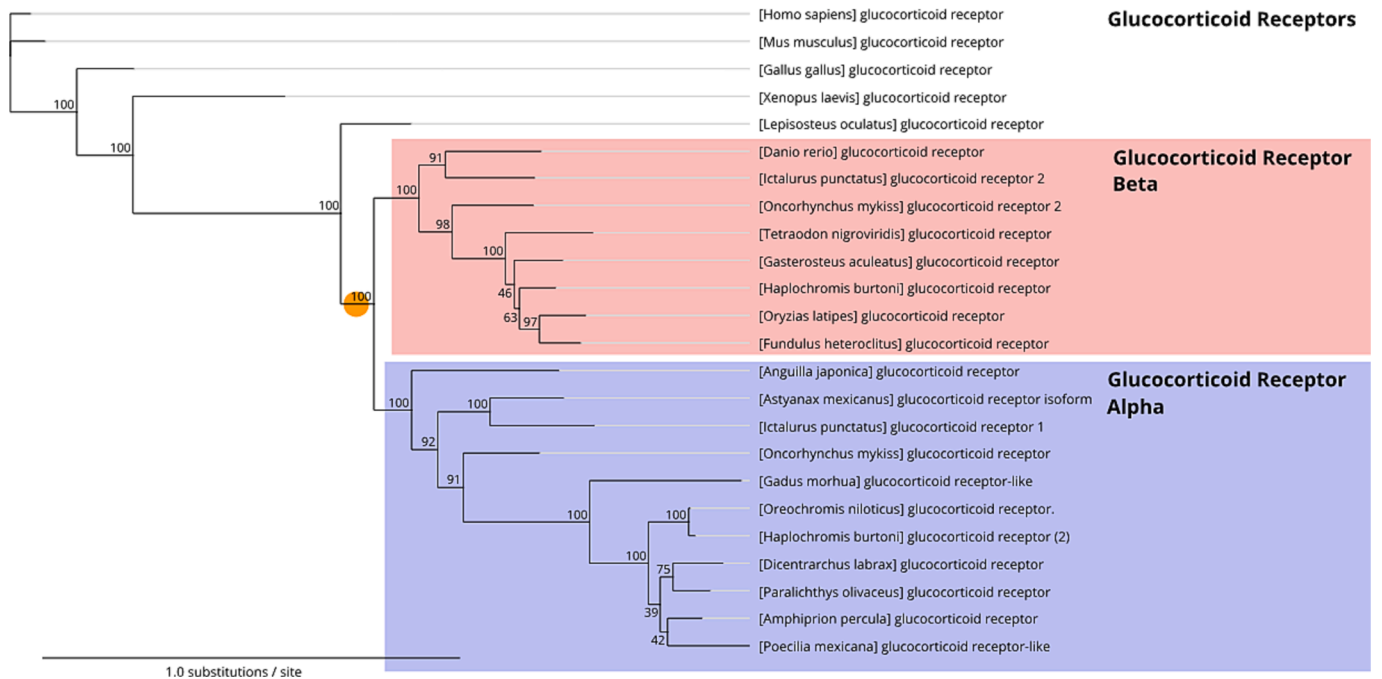 [Homo sapiens] glucocorticoid receptor
Glucocorticoid Receptors
[Mus musculus] glucocorticoid receptor
[Gallus gallus] glucocorticoid receptor
100
[Xenopus laevis] glucocorticoid receptor
100
[Lepisosteus oculatus] glucocorticoid receptor
100
[Danio rerio] glucocorticoid receptor
91
Glucocorticoid Receptor
Beta
[Ictalurus punctatus] glucocorticoid receptor 2
100
[Oncorhynchus mykiss] glucocorticoid receptor 2
98
[Tetraodon nigroviridis] glucocorticoid receptor
100
[Gasterosteus aculeatus] glucocorticoid receptor
46
[Haplochromis burtoni] glucocorticoid receptor
100
63
97
[Oryzias latipes] glucocorticoid receptor
[Fundulus heteroclitus] glucocorticoid receptor
[Anguilla japonica] glucocorticoid receptor
Glucocorticoid Receptor
Alpha
100
[Astyanax mexicanus] glucocorticoid receptor isoform
100
[Ictalurus punctatus] glucocorticoid receptor 1
92
[Oncorhynchus mykiss] glucocorticoid receptor
91
[Gadus morhua] glucocorticoid receptor-like
100
[Oreochromis niloticus] glucocorticoid receptor.
100
[Haplochromis burtoni] glucocorticoid receptor (2)
100
[Dicentrarchus labrax] glucocorticoid receptor
75
[Paralichthys olivaceus] glucocorticoid receptor
39
[Amphiprion percula] glucocorticoid receptor
42
[Poecilia mexicana] glucocorticoid receptor-like
1.0 substitutions / site